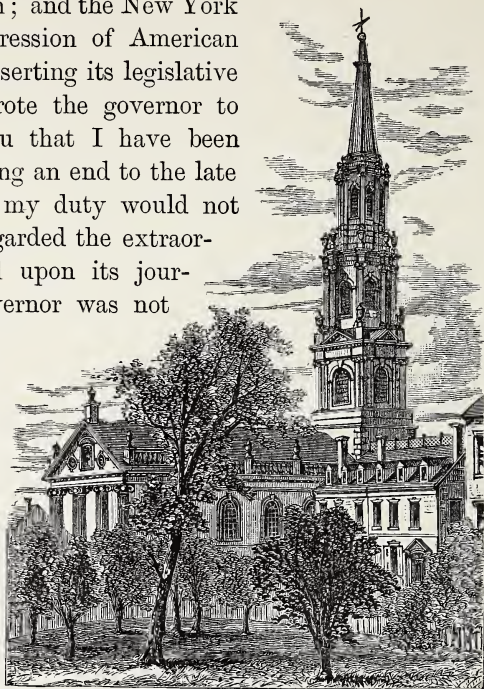 n; and the New York
ression of American
serting its legislative
rote the governor to
u that I have been
ng an end to the late
my duty would not
garded the extraor-
l upon its jour-
vernor was not